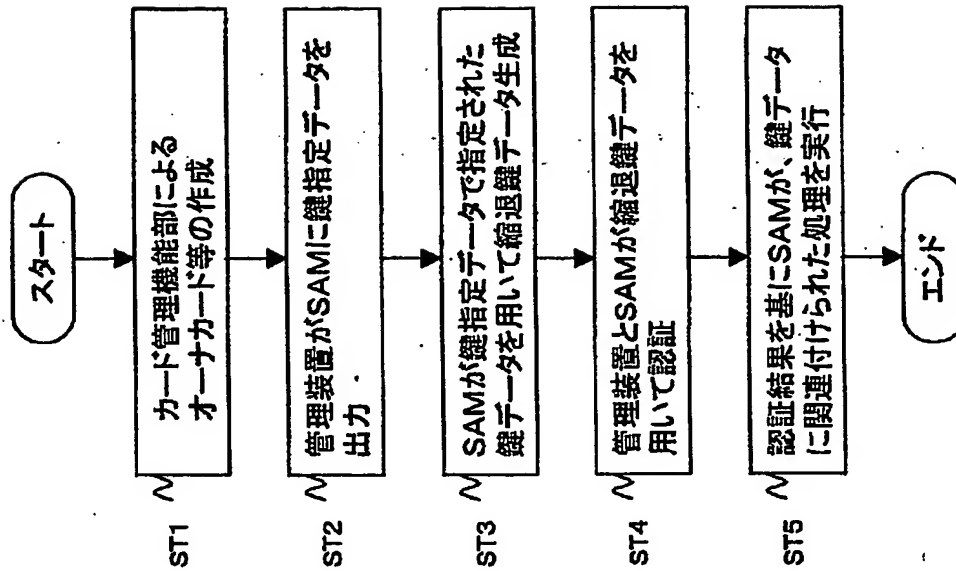 スタート
ST1
カード管理機能部による
オーナカード等の作成
ST2
管理装置がSAMに鍵指定データを
出力
ST3
SAMが鍵指定データで指定された
鍵データを用いて縮退鍵データ生成
ST4
管理装置とSAMが縮退鍵データを
用いて認証
ST5
認証結果を基にSAMが、鍵データ
に関連付けられた処理を実行
エンド